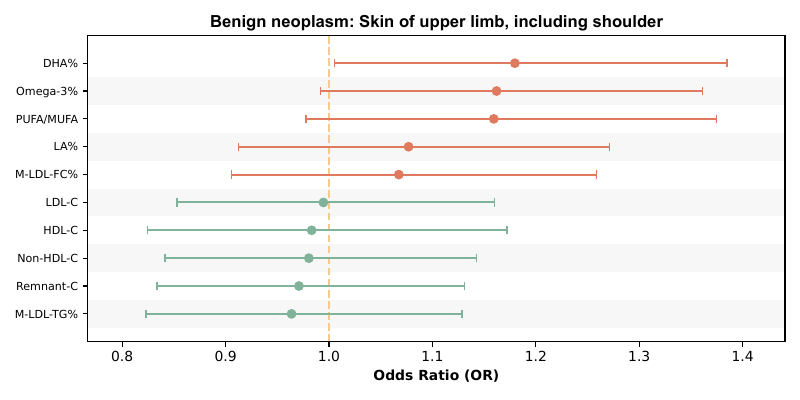 Benign neoplasm: Skin of upper limb, including shoulder
DHA%
Omega-3%
PUFA/MUFA
LA%
M-LDL-FC%
LDL-C
HDL-C
Non-HDL-C
Remnant-C
M-LDL-TG%
0.8 0.9 1.0 1.1 1.2 1.3 1.4
Odds Ratio (OR)